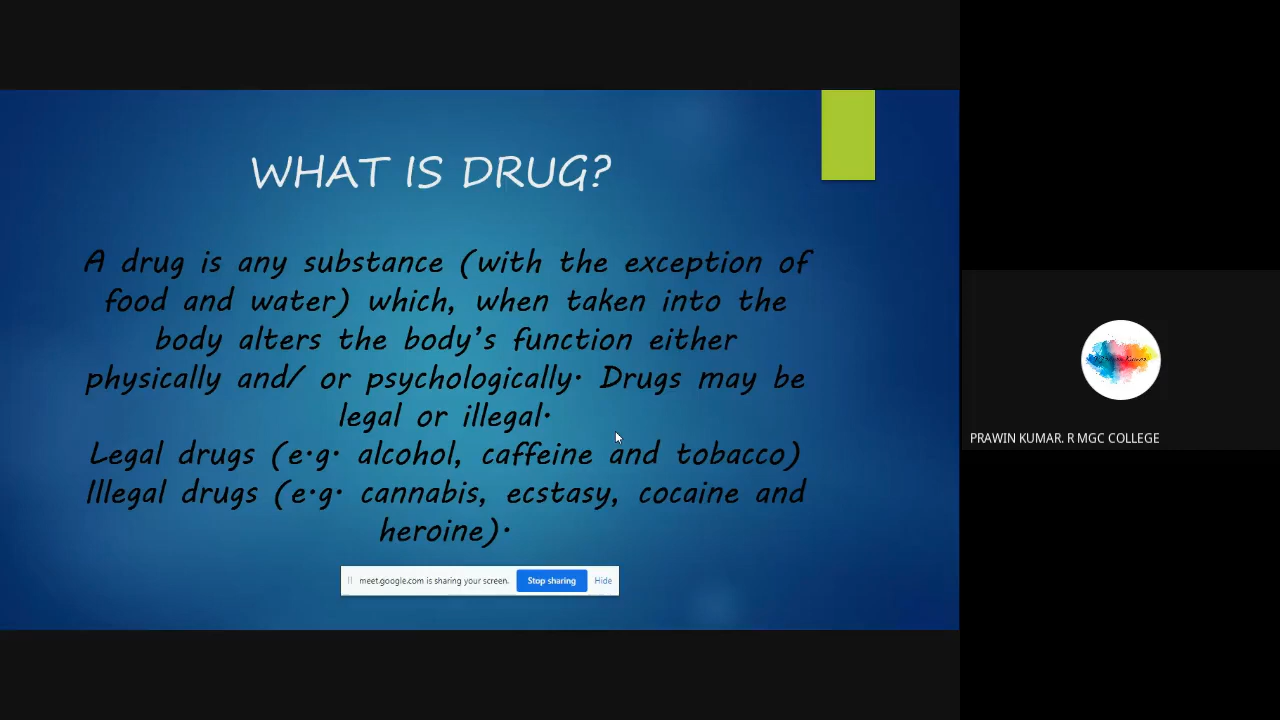 WHAT IS DRUG?
A drug is any substance (with the exception of
food and water) which, when taken into the
body alters the body's function either
physically and/ or psychologically. Drugs may be
legal or illegal.
Legal drugs (e.g. alcohol, caffeine and tobacco)
Illegal drugs (e.g. cannabis, ecstasy, cocaine and
heroine).
meet.google.com is sharing your screen.
Stop sharing
Hide
PRAWIN KUMAR. R MGC COLLEGE